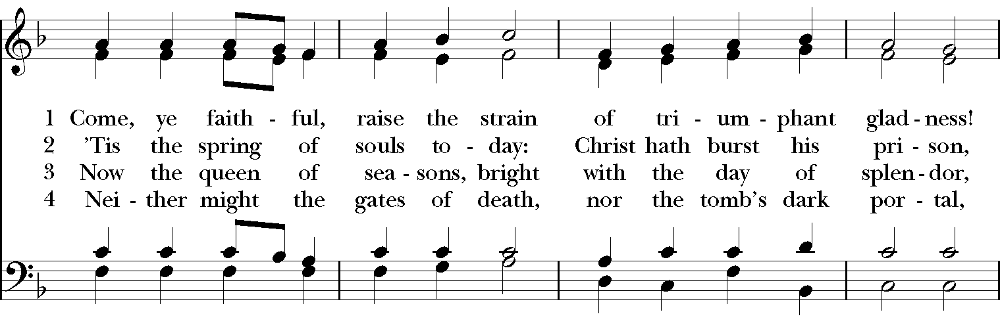 1 Come, ye faith - ful, raise the strain of tri - um - phant glad - ness!
2 ’Tis the spring of souls to - day: Christ hath burst his pri - son,
3 Now the queen of sea - sons, bright with the day of splen - dor,
4 Nei - ther might the gates of death, nor the tomb’s dark por - tal,